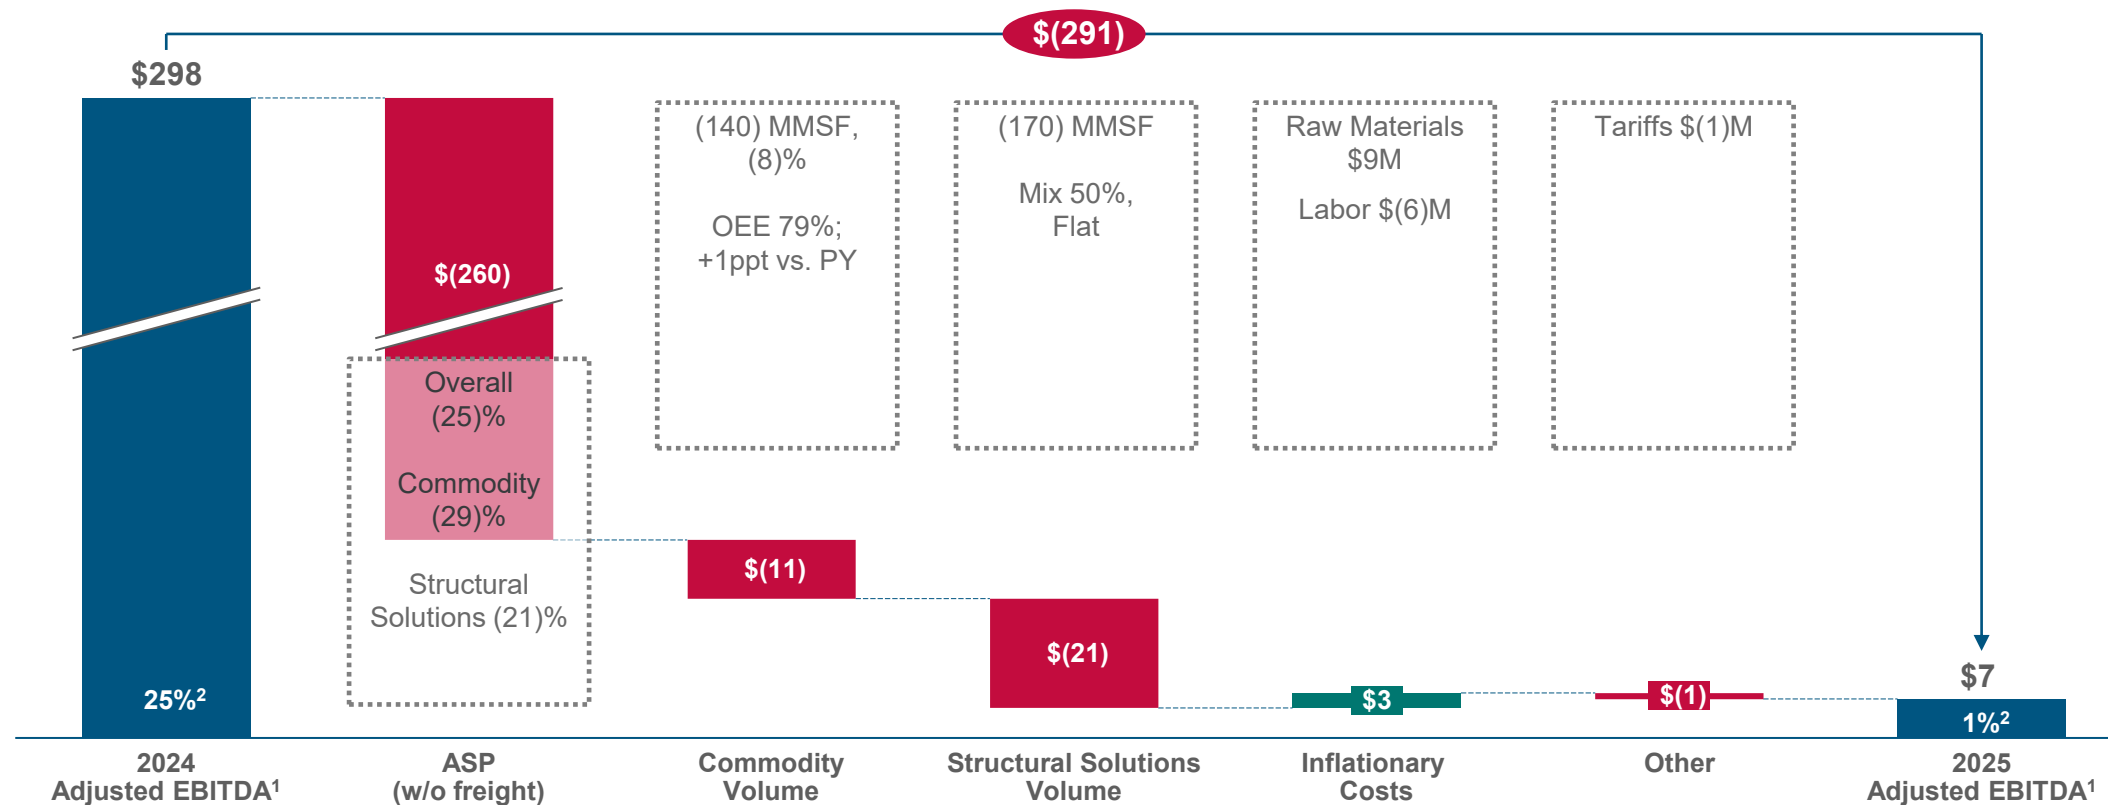 $(291)
$298
(140) MMSF,
(8)%
OEE 79%;
+1ppt vs. PY
(170) MMSF
Mix 50%,
Flat
Raw Materials
$9M
Labor $(6)M
Tariffs $(1)M
$(260)
Overall
(25)%
Commodity
(29)%
Structural
Solutions (21)%
$(11)
$(21)
$3
$(1)
$7
25%²
1%²
2024
Adjusted EBITDA¹
ASP
(w/o freight)
Commodity
Volume
Structural Solutions
Volume
Inflationary
Costs
Other
2025
Adjusted EBITDA¹